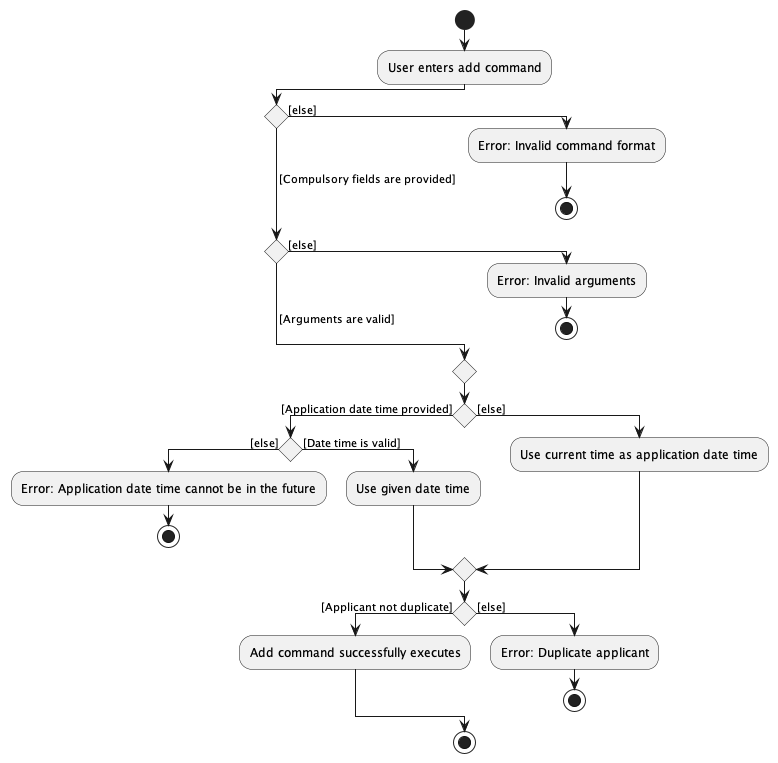 User enters add command
[else]
Error: Invalid command format
[Compulsory fields are provided]
[else]
Error: Invalid arguments
[Arguments are valid]
[Application date time provided]
[else]
[else]
[Date time is valid]
Use current time as application date time
Error: Application date time cannot be in the future
Use given date time
[Applicant not duplicate]
[else]
Add command successfully executes
Error: Duplicate applicant